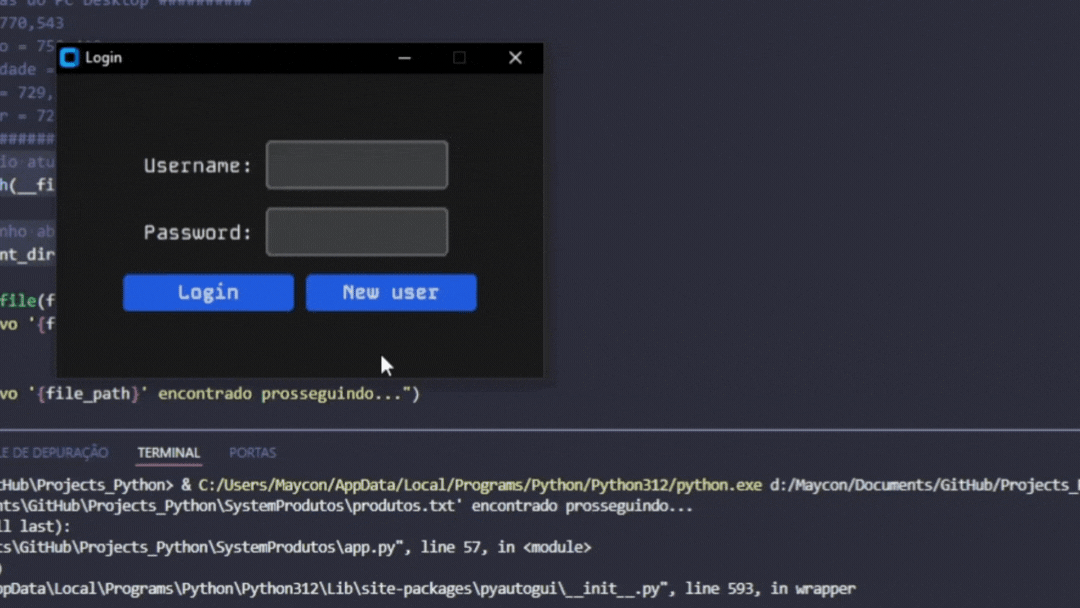 as do PC Desktop ##########
770,543
o = 75
Login
dade =
= 729,
r = 72
######
Username:
io atu
h(__fi
Password:
nho ab
nt_dir
Login New user
file(f
vo '{f
vo '{file_path}' encontrado prosseguindo...")
LE DE DEPURAÇÃO TERMINAL PORTAS
tHub\Projects_Python> & C:/Users/Maycon/AppData/Local/Programs/Python/Python312/python.exe d:/Maycon/Documents/GitHub/Projects_
nts\GitHub\Projects_Python\SystemProdutos\produtos.txt' encontrado prosseguindo...
ll last):
ts\GitHub\Projects_Python\SystemProdutos\app.py", line 57, in <module>
)
ppData\Local\Programs\Python\Python312\Lib\site-packages\pyautogui\__init__.py", line 593, in wrapper